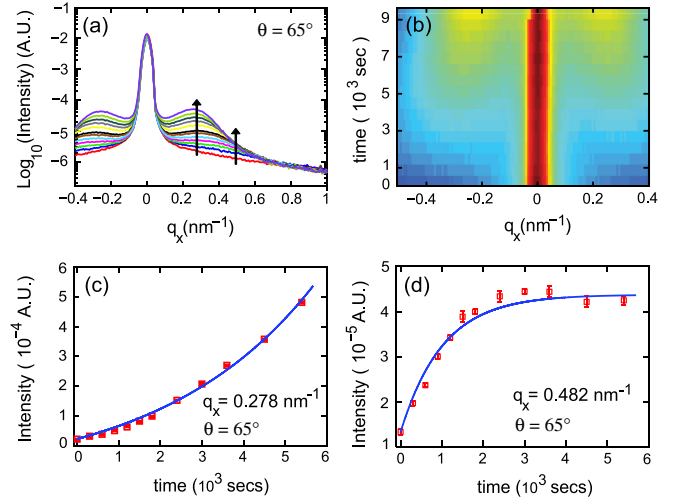 (a)
θ = 65°
Log₁₀(Intensity) (A.U.)
−1
−2
−3
−4
−5
−6
−0.4 −0.2 0 0.2 0.4 0.6 0.8 1
qₓ(nm⁻¹)
(b)
time ( 10³ sec)
9
7
5
3
1
0
−0.4 −0.2 0 0.2 0.4
qₓ(nm⁻¹)
(c)
Intensity ( 10⁻⁴ A.U.)
6
5
4
3
2
1
0
qₓ = 0.278 nm⁻¹
θ = 65°
0 1 2 3 4 5 6
time (10³ secs)
(d)
Intensity ( 10⁻⁵ A.U.)
5
4
3
2
1
qₓ = 0.482 nm⁻¹
θ = 65°
0 1 2 3 4 5 6
time (10³ secs)